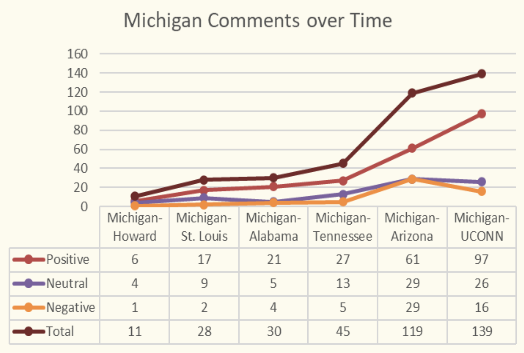 Michigan Comments over Time
160
140
120
100
80
60
40
20
0
Michigan- Michigan- Michigan- Michigan- Michigan- Michigan-
Howard St. Louis Alabama Tennessee Arizona UCONN
Positive 6 17 21 27 61 97
Neutral 4 9 5 13 29 26
Negative 1 2 4 5 29 16
Total 11 28 30 45 119 139